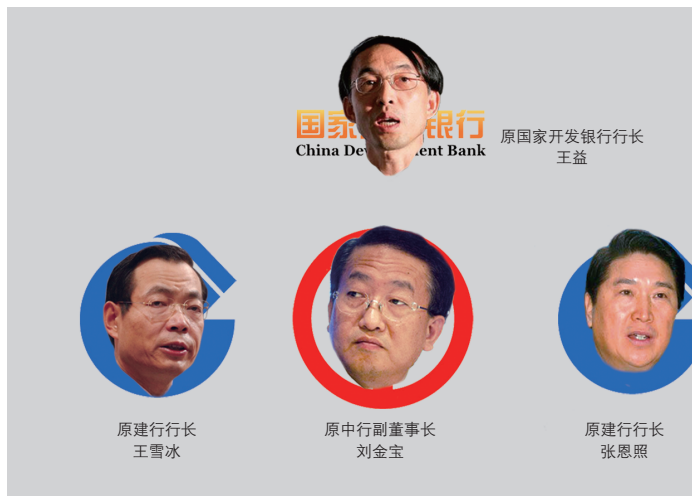 国家 银行
China De ent Bank
原国家开发银行行长
王益
原建行行长
王雪冰
原中行副董事长
刘金宝
原建行行长
张恩照